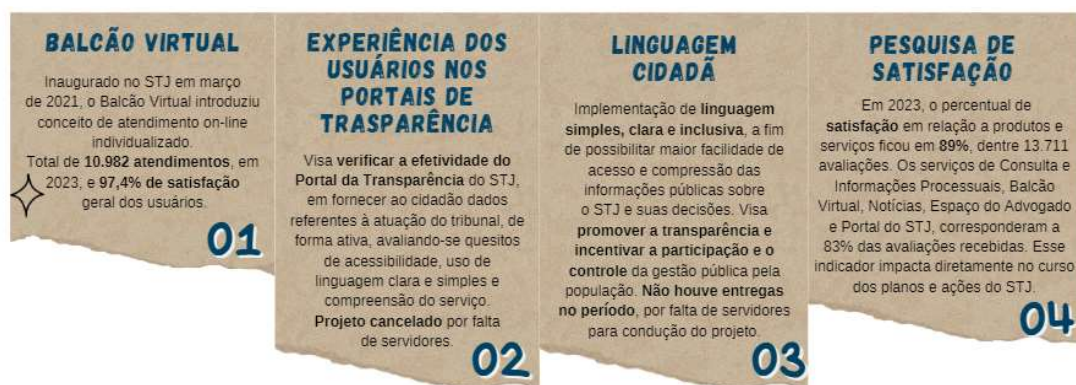 BALCÃO VIRTUAL
Inaugurado no STJ em março
de 2021, o Balcão Virtual introduziu
conceito de atendimento on-line
individualizado.
Total de 10.982 atendimentos, em
2023, e 97,4% de satisfação
geral dos usuários.
01
EXPERIÊNCIA DOS
USUÁRIOS NOS
PORTAIS DE
TRASPARÊNCIA
Visa verificar a efetividade do
Portal da Transparência do STJ,
em fornecer ao cidadão dados
referentes à atuação do tribunal, de
forma ativa, avaliando-se quesitos
de acessibilidade, uso de
linguagem clara e simples e
compreensão do serviço.
Projeto cancelado por falta
de servidores.
02
LINGUAGEM
CIDADÃ
Implementação de linguagem
simples, clara e inclusiva, a fim
de possibilitar maior facilidade de
acesso e compressão das
informações públicas sobre
o STJ e suas decisões. Visa
promover a transparência e
incentivar a participação e o
controle da gestão pública pela
população. Não houve entregas
no período, por falta de servidores
para condução do projeto.
03
PESQUISA DE
SATISFAÇÃO
Em 2023, o percentual de
satisfação em relação a produtos e
serviços ficou em 89%, dentre 13.711
avaliações. Os serviços de Consulta e
Informações Processuais, Balcão
Virtual, Notícias, Espaço do Advogado
e Portal do STJ, corresponderam a
83% das avaliações recebidas. Esse
indicador impacta diretamente no curso
dos planos e ações do STJ.
04